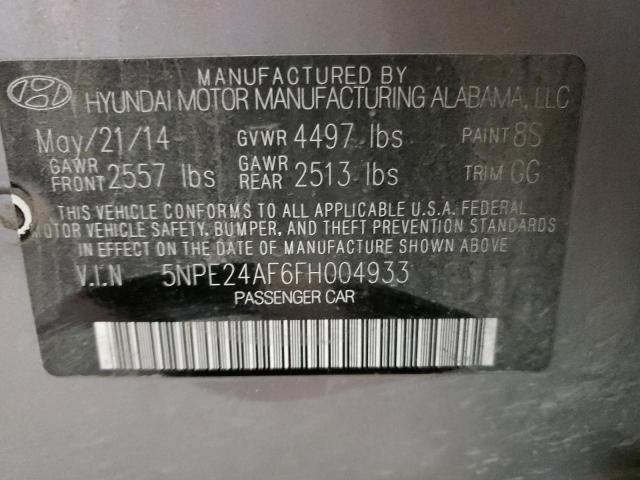 MANUFACTURED BY
HYUNDAI MOTOR MANUFACTURING ALABAMA, LLC
May/21/14 GVWR 4497 lbs PAINT 8S
GAWR FRONT 2557 lbs GAWR REAR 2513 lbs TRIM GG
THIS VEHICLE CONFORMS TO ALL APPLICABLE U.S.A. FEDERAL
MOTOR VEHICLE SAFETY, BUMPER, AND THEFT PREVENTION STANDARDS
IN EFFECT ON THE DATE OF MANUFACTURE SHOWN ABOVE
V.I.N 5NPE24AF6FH004933
PASSENGER CAR